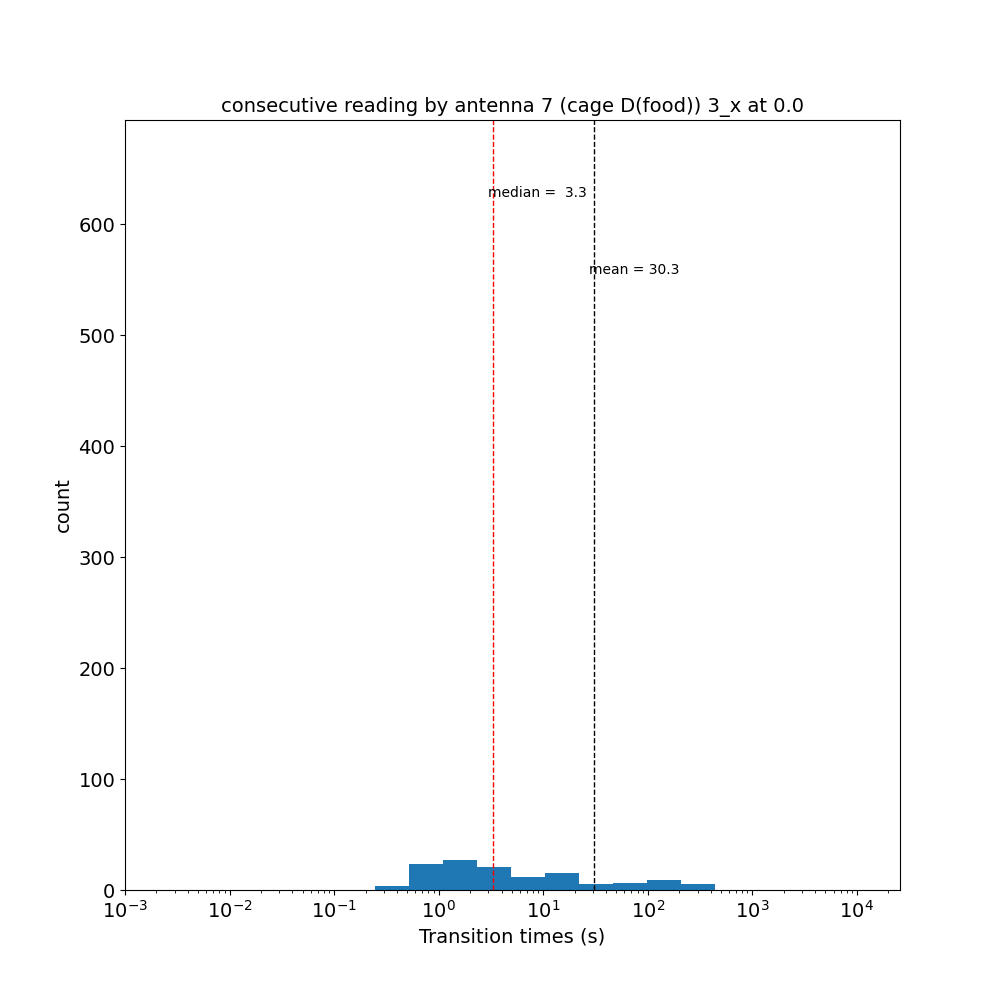 consecutive reading by antenna 7 (cage D(food)) 3_x at 0.0
median =  3.3
mean = 30.3
600
500
400
300
200
100
0
count
10⁻³ 10⁻² 10⁻¹ 10⁰ 10¹ 10² 10³ 10⁴
Transition times (s)